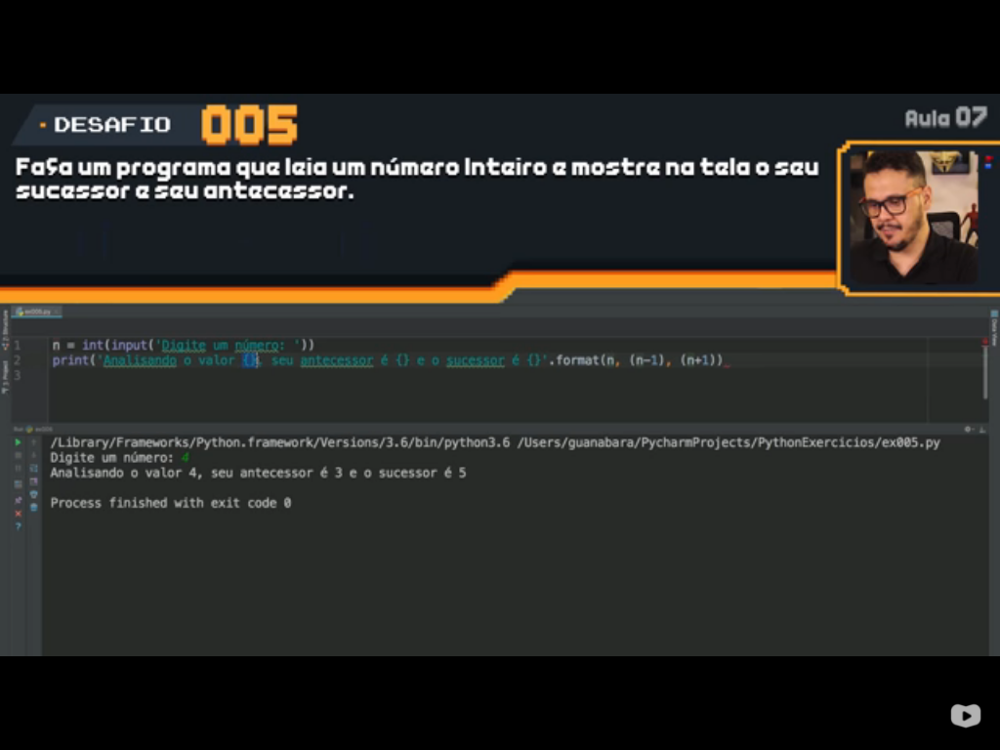 DESAFIO 005
Aula 07
Faça um programa que leia um número Inteiro e mostre na tela o seu
sucessor e seu antecessor.
ex005.py
1 n = int(input('Digite um número: '))
2 print('Analisando o valor {}, seu antecessor é {} e o sucessor é {}'.format(n, (n-1), (n+1))
3
Run ex005
/Library/Frameworks/Python.framework/Versions/3.6/bin/python3.6 /Users/guanabara/PycharmProjects/PythonExercicios/ex005.py
Digite um número: 4
Analisando o valor 4, seu antecessor é 3 e o sucessor é 5
Process finished with exit code 0